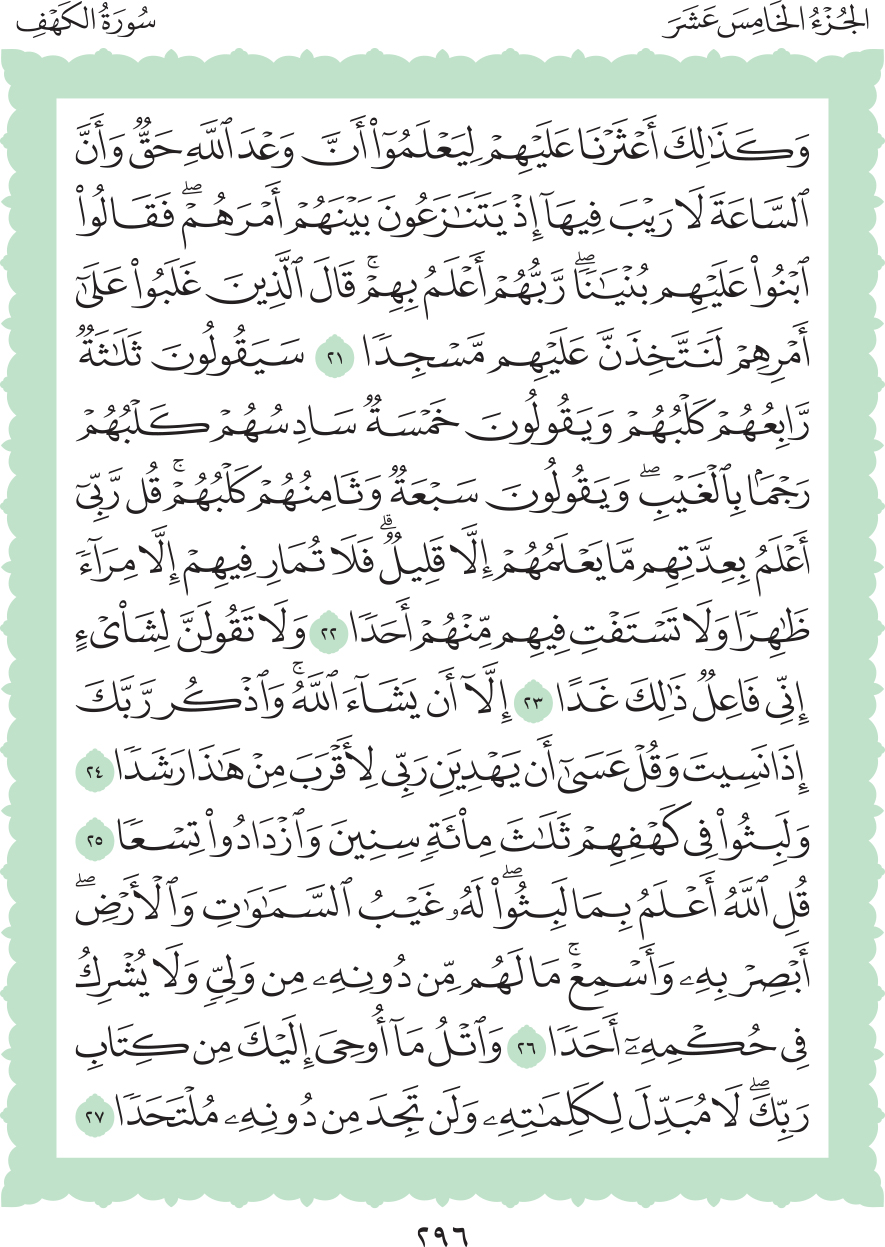 الجُزْءُ الخَامِسَ عَشَرَ
سُورَةُ الكَهْفِ
وَكَذَٰلِكَ أَعْثَرْنَا عَلَيْهِمْ لِيَعْلَمُوٓا۟ أَنَّ وَعْدَ ٱللَّهِ حَقٌّ وَأَنَّ
ٱلسَّاعَةَ لَا رَيْبَ فِيهَآ إِذْ يَتَنَٰزَعُونَ بَيْنَهُمْ أَمْرَهُمْ ۖ فَقَالُوا۟
ٱبْنُوا۟ عَلَيْهِم بُنْيَٰنًا ۖ رَّبُّهُمْ أَعْلَمُ بِهِمْ ۚ قَالَ ٱلَّذِينَ غَلَبُوا۟ عَلَىٰٓ
أَمْرِهِمْ لَنَتَّخِذَنَّ عَلَيْهِم مَّسْجِدًا ٢١ سَيَقُولُونَ ثَلَٰثَةٌ
رَّابِعُهُمْ كَلْبُهُمْ وَيَقُولُونَ خَمْسَةٌ سَادِسُهُمْ كَلْبُهُمْ
رَجْمًۢا بِٱلْغَيْبِ ۖ وَيَقُولُونَ سَبْعَةٌ وَثَامِنُهُمْ كَلْبُهُمْ ۚ قُل رَّبِّىٓ
أَعْلَمُ بِعِدَّتِهِم مَّا يَعْلَمُهُمْ إِلَّا قَلِيلٌ ۗ فَلَا تُمَارِ فِيهِمْ إِلَّا مِرَآءً
ظَٰهِرًا وَلَا تَسْتَفْتِ فِيهِم مِّنْهُمْ أَحَدًا ٢٢ وَلَا تَقُولَنَّ لِشَا۟ىْءٍ
إِنِّى فَاعِلٌ ذَٰلِكَ غَدًا ٢٣ إِلَّآ أَن يَشَآءَ ٱللَّهُ ۚ وَٱذْكُر رَّبَّكَ
إِذَا نَسِيتَ وَقُلْ عَسَىٰٓ أَن يَهْدِيَنِ رَبِّى لِأَقْرَبَ مِنْ هَٰذَا رَشَدًا ٢٤
وَلَبِثُوا۟ فِى كَهْفِهِمْ ثَلَٰثَ مِا۟ئَةٍ سِنِينَ وَٱزْدَادُوا۟ تِسْعًا ٢٥
قُلِ ٱللَّهُ أَعْلَمُ بِمَا لَبِثُوا۟ ۖ لَهُۥ غَيْبُ ٱلسَّمَٰوَٰتِ وَٱلْأَرْضِ ۖ
أَبْصِرْ بِهِۦ وَأَسْمِعْ ۚ مَا لَهُم مِّن دُونِهِۦ مِن وَلِىٍّ وَلَا يُشْرِكُ
فِى حُكْمِهِۦٓ أَحَدًا ٢٦ وَٱتْلُ مَآ أُوحِىَ إِلَيْكَ مِن كِتَابِ
رَبِّكَ ۖ لَا مُبَدِّلَ لِكَلِمَٰتِهِۦ وَلَن تَجِدَ مِن دُونِهِۦ مُلْتَحَدًا ٢٧
٢٩٦